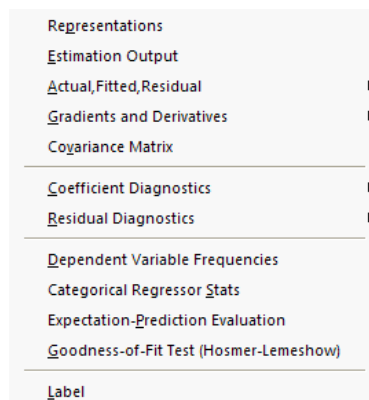 Representations
Estimation Output
Actual,Fitted,Residual
Gradients and Derivatives
Covariance Matrix
Coefficient Diagnostics
Residual Diagnostics
Dependent Variable Frequencies
Categorical Regressor Stats
Expectation-Prediction Evaluation
Goodness-of-Fit Test (Hosmer-Lemeshow)
Label